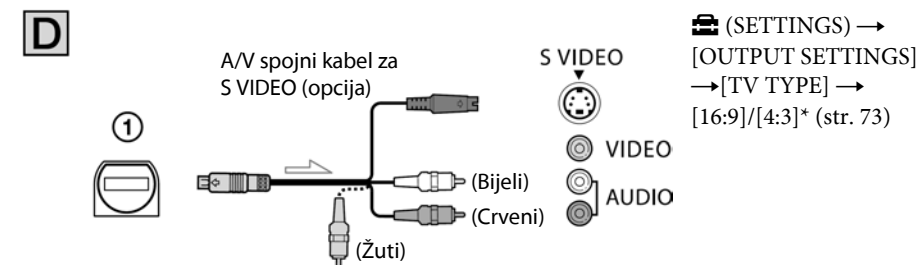 D
A/V spojni kabel za
S VIDEO (opcija)
①
(Bijeli)
(Crveni)
(Žuti)
S VIDEO
VIDEO
AUDIO
(SETTINGS) →
[OUTPUT SETTINGS]
→[TV TYPE] →
[16:9]/[4:3]* (str. 73)